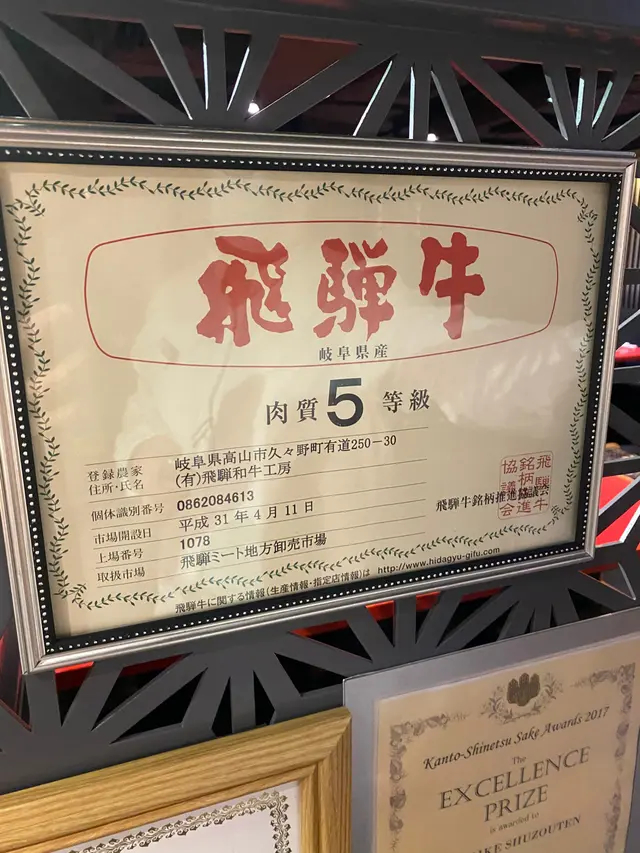 飛騨牛
岐阜県産
肉質5等級
登録農家
住所・氏名
岐阜県高山市久々野町有道250-30
(有)飛騨和牛工房
個体識別番号 0862084613
市場開設日 平成31年4月11日
上場番号 1078
取扱市場 飛騨ミート地方卸売市場
飛騨牛銘柄推進協議会
飛騨牛
銘柄推進
協議会
飛騨牛に関する情報(生産情報・指定店情報)は http://www.hidagyu-gifu.com
Kanto-Shinetsu Sake Awards 2017
The
EXCELLENCE
PRIZE
is awarded to
KE SHUZOUTEN